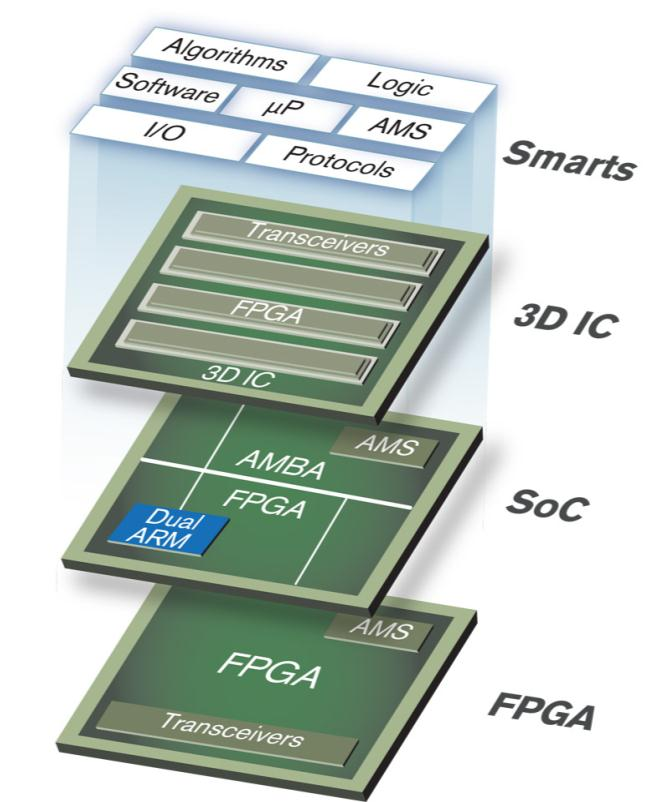 Algorithms
Logic
Software
µP
AMS
I/O
Protocols
Smarts
Transceivers
FPGA
3D IC
3D IC
AMS
AMBA
FPGA
Dual
ARM
SoC
AMS
FPGA
Transceivers
FPGA